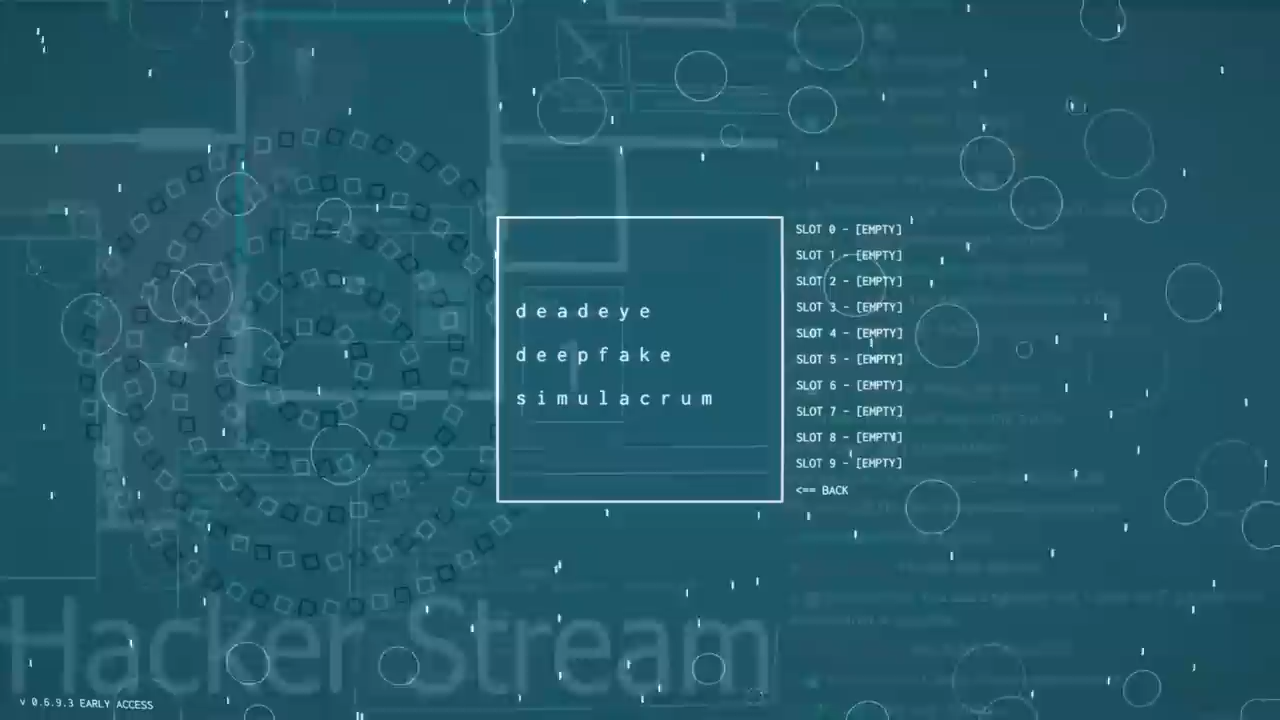 deadeye
deepfake
simulacrum
SLOT 0 - [EMPTY]
SLOT 1 - [EMPTY]
SLOT 2 - [EMPTY]
SLOT 3 - [EMPTY]
SLOT 4 - [EMPTY]
SLOT 5 - [EMPTY]
SLOT 6 - [EMPTY]
SLOT 7 - [EMPTY]
SLOT 8 - [EMPTY]
SLOT 9 - [EMPTY]
<== BACK
Hacker Stream
v 0.6.9.3 EARLY ACCESS